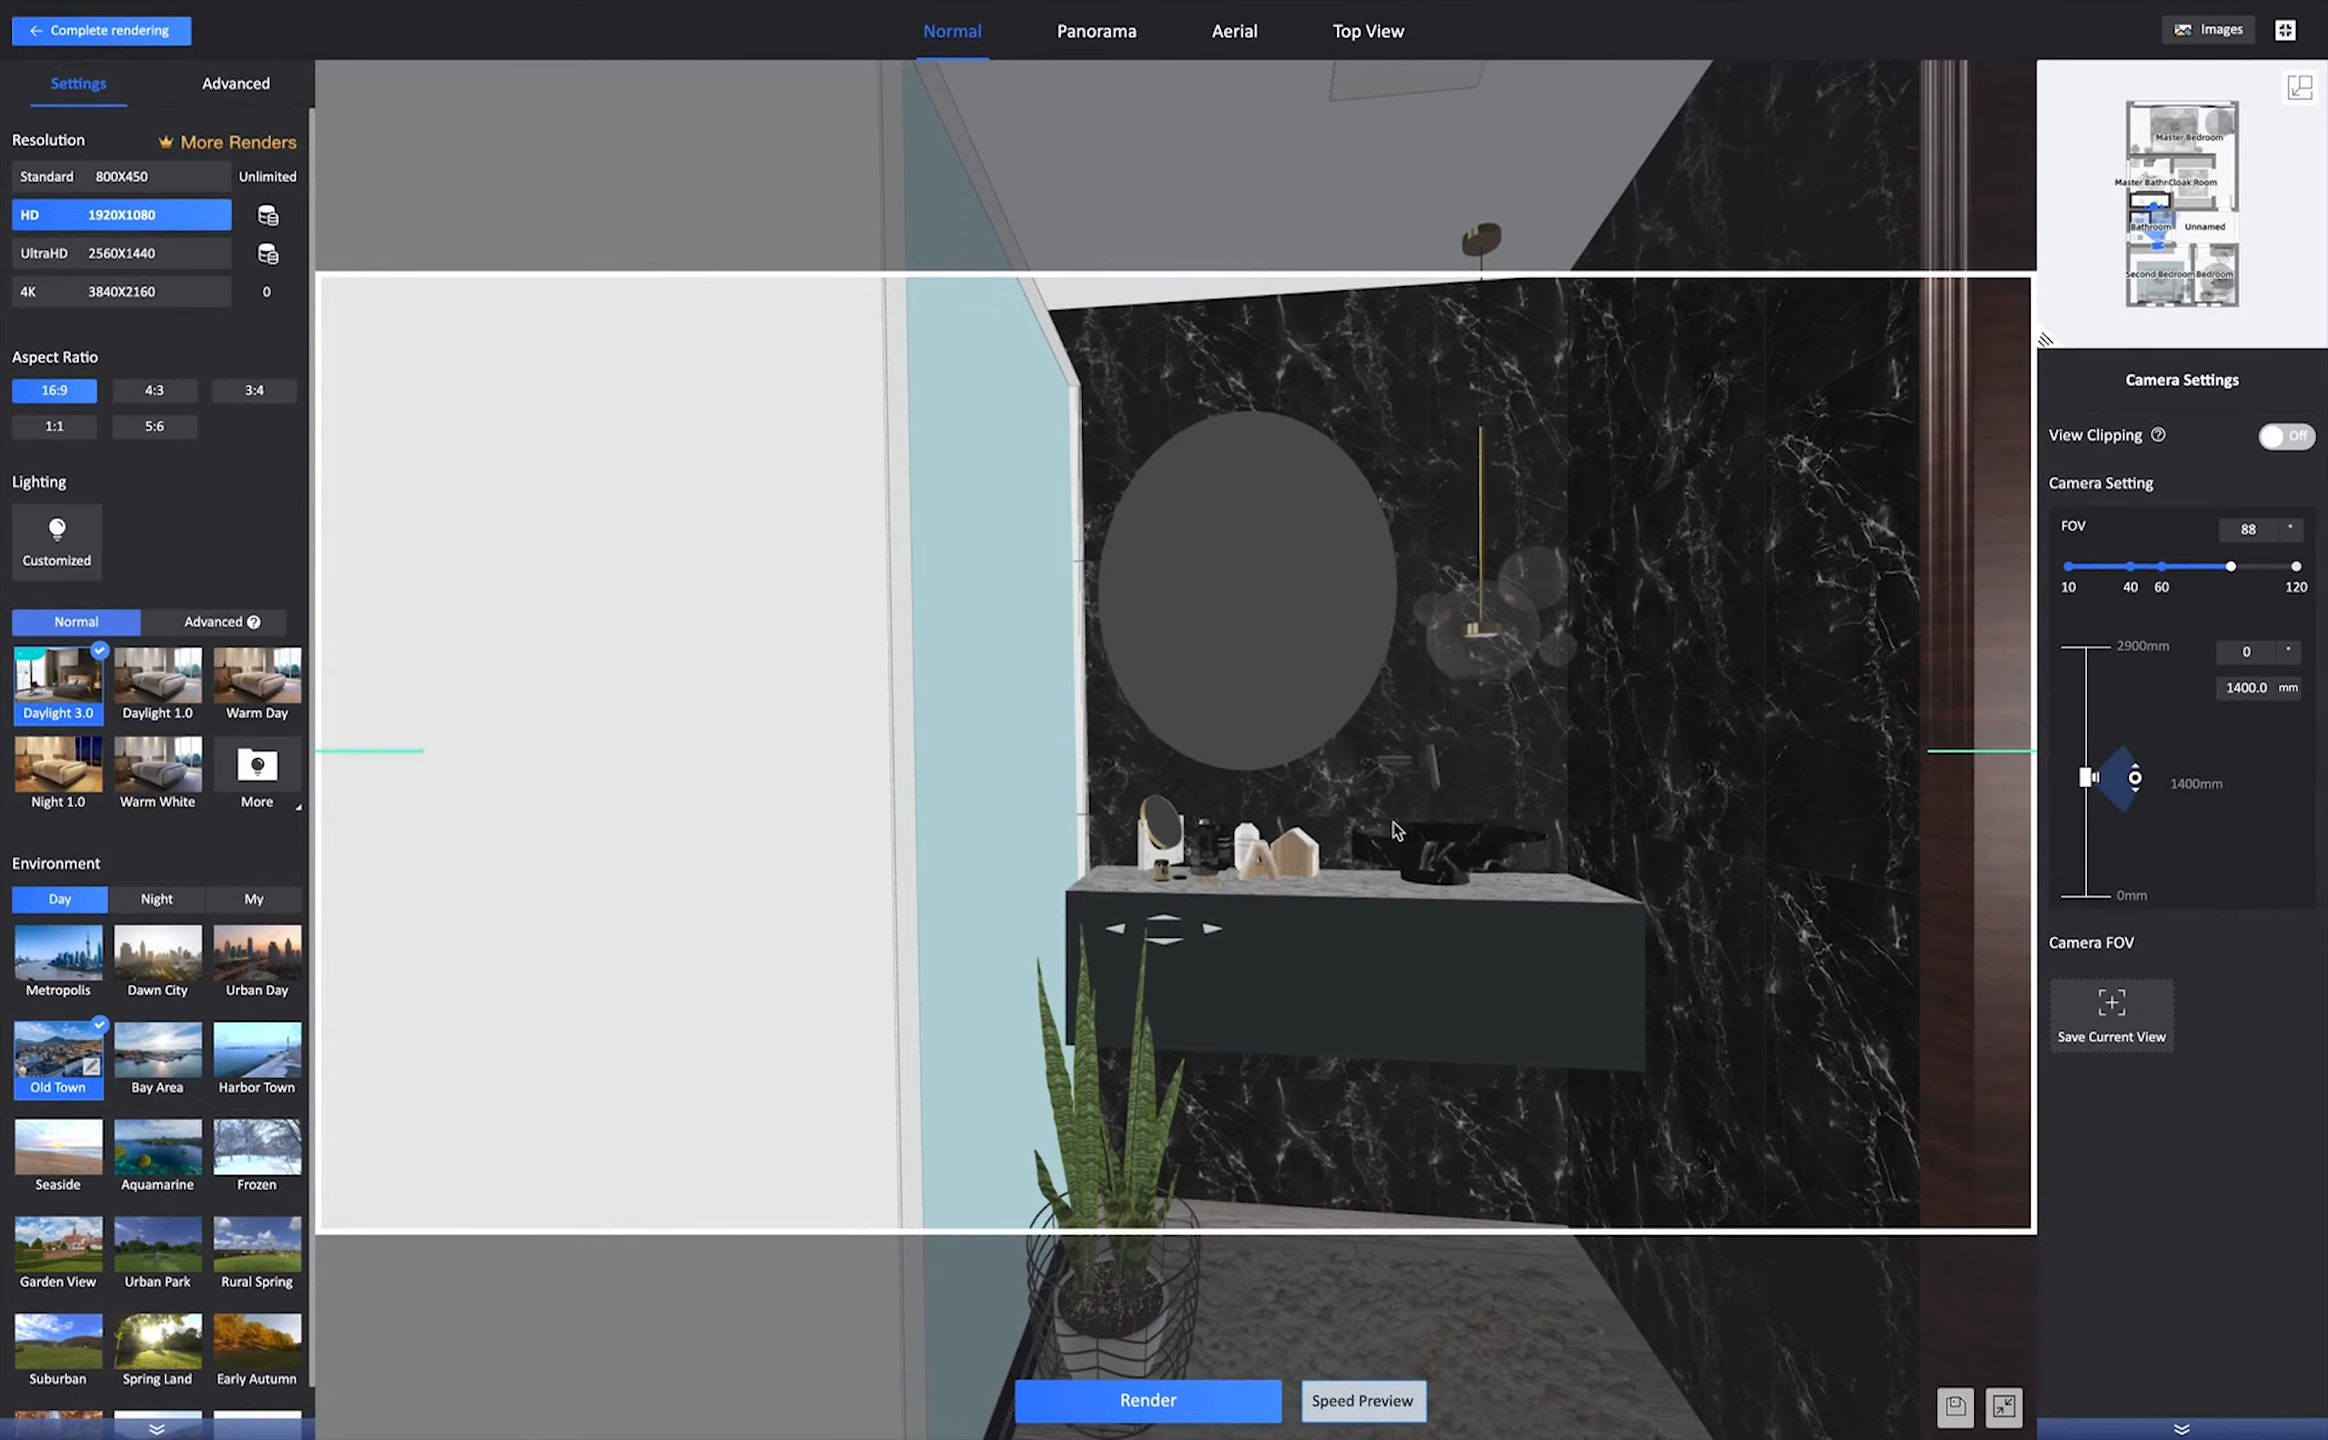 Complete rendering
Normal
Panorama
Aerial
Top View
Images
Settings
Advanced
Resolution
More Renders
Standard 800X450 Unlimited
HD 1920X1080
UltraHD 2560X1440
4K 3840X2160 0
Aspect Ratio
16:9 4:3 3:4
1:1 5:6
Lighting
Customized
Normal Advanced ?
Daylight 3.0 Daylight 1.0 Warm Day
Night 1.0 Warm White More
Environment
Day Night My
Metropolis Dawn City Urban Day
Old Town Bay Area Harbor Town
Seaside Aquamarine Frozen
Garden View Urban Park Rural Spring
Suburban Spring Land Early Autumn
Render
Speed Preview
Master Bedroom
Master Bathr Cloak Room
Bathroom Unnamed
Second Bedroom Bedroom
Camera Settings
View Clipping ? Off
Camera Setting
FOV 88 °
10 40 60 120
2900mm 0 °
1400.0 mm
1400mm
0mm
Camera FOV
Save Current View